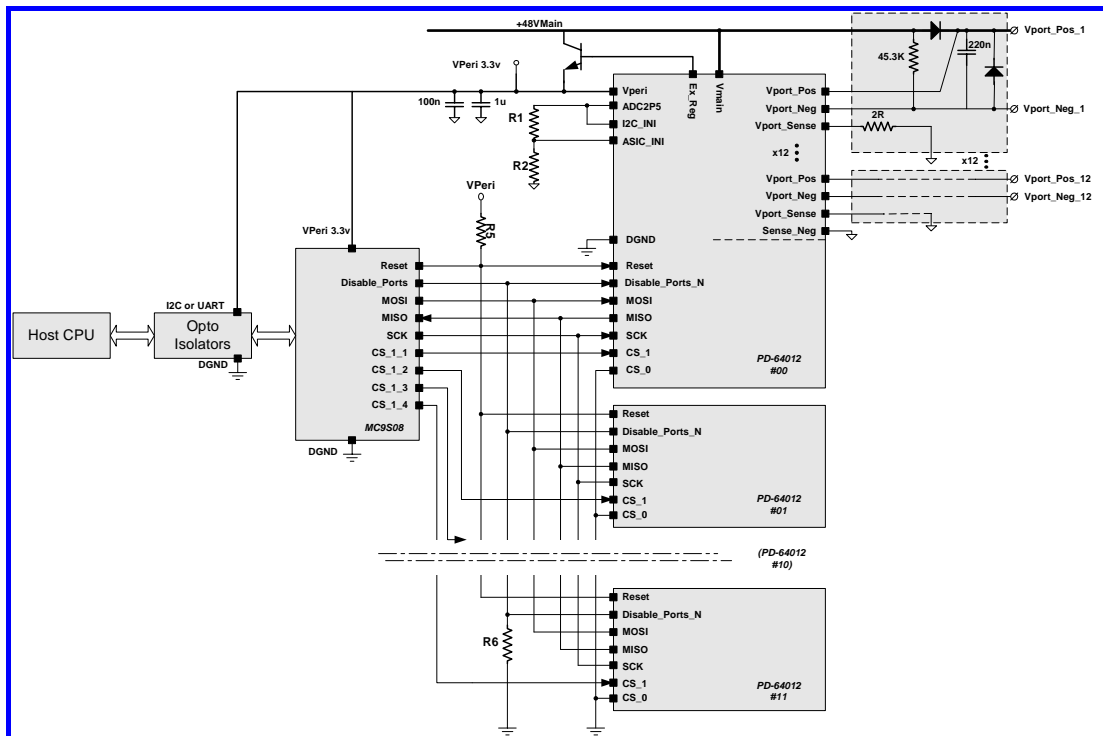 +48VMain
VPeri 3.3v
100n
1u
R1
R2
Vperi
ADC2P5
I2C_INI
ASIC_INI
Ex_Reg
Vmain
Vport_Pos
Vport_Neg
Vport_Sense
x12
Vport_Pos
Vport_Neg
Vport_Sense
Sense_Neg
45.3K
220n
2R
Vport_Pos_1
Vport_Neg_1
x12
Vport_Pos_12
Vport_Neg_12
VPeri
R5
DGND
Reset
Disable_Ports_N
MOSI
MISO
SCK
CS_1
CS_0
PD-64012
#00
VPeri 3.3v
Reset
Disable_Ports
MOSI
MISO
SCK
CS_1_1
CS_1_2
CS_1_3
CS_1_4
MC9S08
DGND
Host CPU
I2C or UART
Opto
Isolators
DGND
Reset
Disable_Ports_N
MOSI
MISO
SCK
CS_1
CS_0
PD-64012
#01
(PD-64012
#10)
R6
Reset
Disable_Ports_N
MOSI
MISO
SCK
CS_1
CS_0
PD-64012
#11